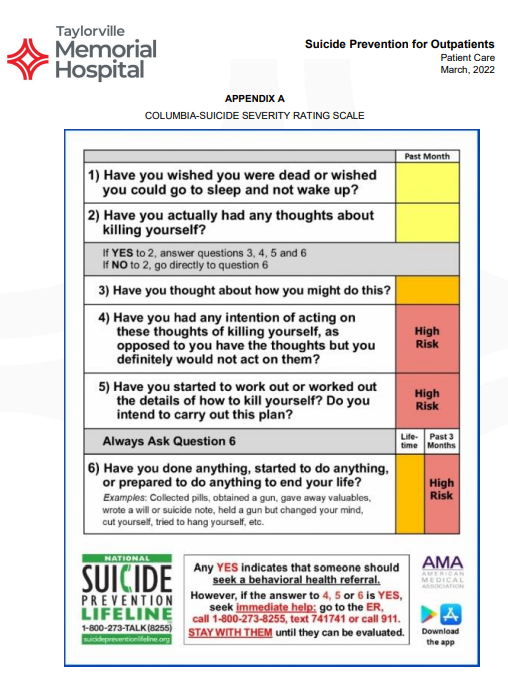 Taylorville
Memorial
Hospital
Suicide Prevention for Outpatients
Patient Care
March, 2022
APPENDIX A
COLUMBIA-SUICIDE SEVERITY RATING SCALE
Past Month
1) Have you wished you were dead or wished
you could go to sleep and not wake up?
2) Have you actually had any thoughts about
killing yourself?
If YES to 2, answer questions 3, 4, 5 and 6
If NO to 2, go directly to question 6
3) Have you thought about how you might do this?
4) Have you had any intention of acting on
these thoughts of killing yourself, as
opposed to you have the thoughts but you
definitely would not act on them?
High
Risk
5) Have you started to work out or worked out
the details of how to kill yourself? Do you
intend to carry out this plan?
High
Risk
Always Ask Question 6
Life-
time
Past 3
Months
6) Have you done anything, started to do anything,
or prepared to do anything to end your life?
Examples: Collected pills, obtained a gun, gave away valuables,
wrote a will or suicide note, held a gun but changed your mind,
cut yourself, tried to hang yourself, etc.
High
Risk
NATIONAL
SUICIDE
PREVENTION
LIFELINE
1-800-273-TALK (8255)
suicidepreventionlifeline.org
Any YES indicates that someone should
seek a behavioral health referral.
However, if the answer to 4, 5 or 6 is YES,
seek immediate help: go to the ER,
call 1-800-273-8255, text 741741 or call 911.
STAY WITH THEM until they can be evaluated.
AMA
AMERICAN
MEDICAL
ASSOCIATION
Download
the app